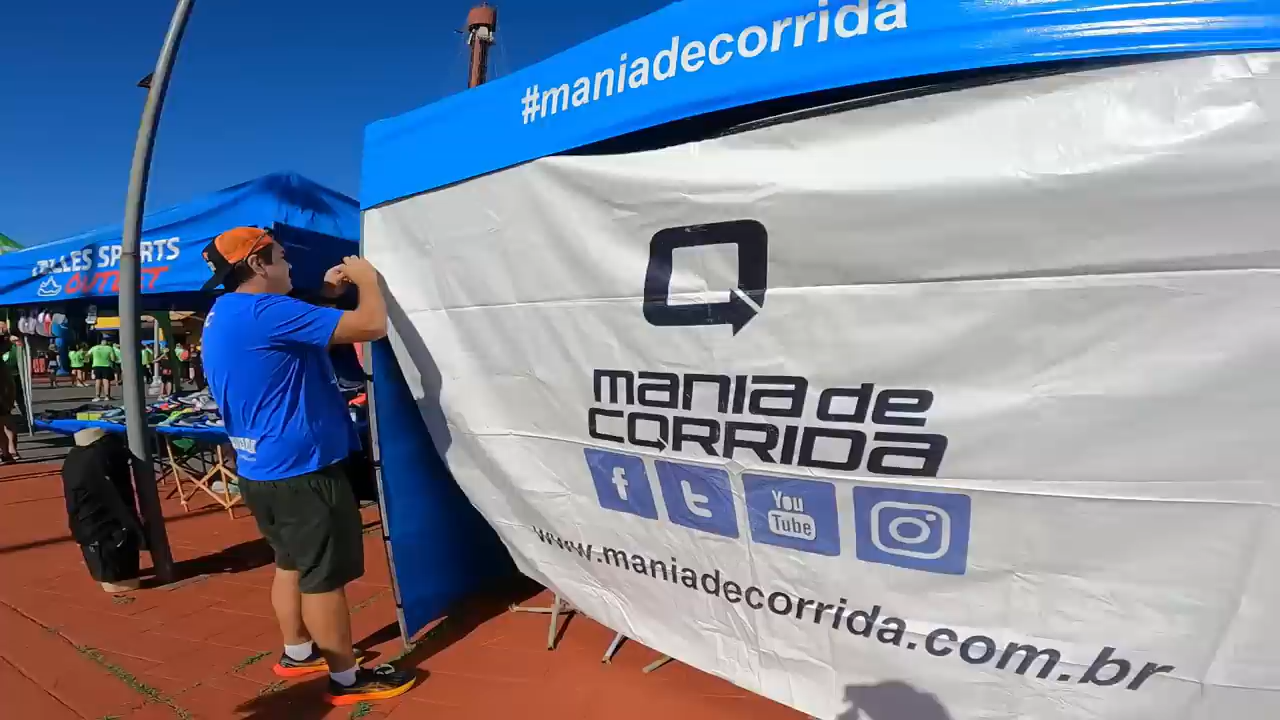 #maniadecorrida
SPORTS
OUTLET
mania de
CORRIDA
f
t
You
Tube
www.maniadecorrida.com.br